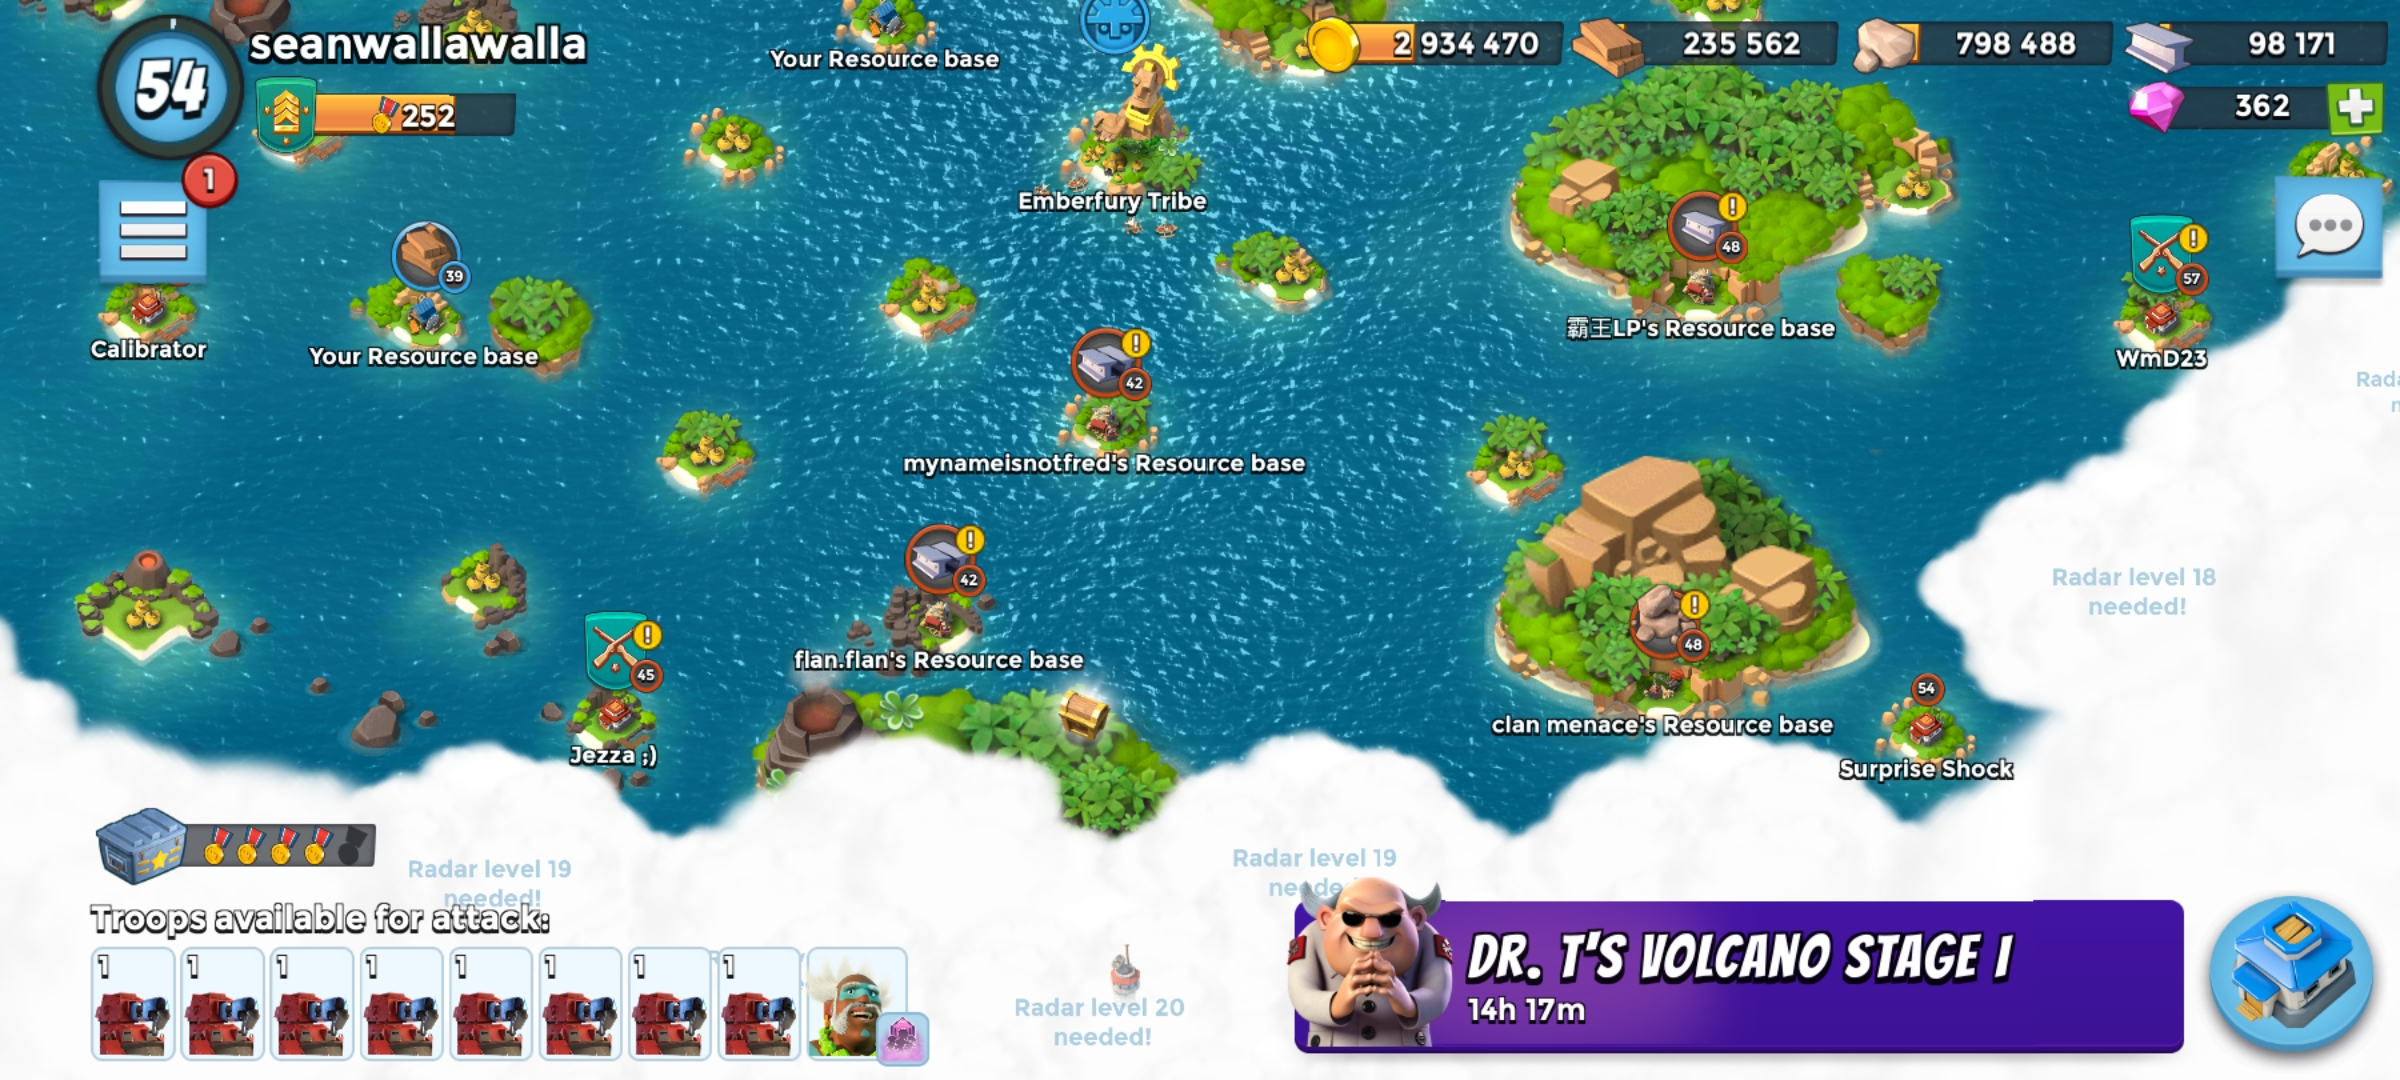 54
seanwallawalla
252
1
Your Resource base
2 934 470
235 562
798 488
98 171
362
Emberfury Tribe
39
Calibrator
Your Resource base
48
霸王LP's Resource base
57
WmD23
42
mynameisnotfred's Resource base
42
flan.flan's Resource base
45
Jezza ;)
48
clan menace's Resource base
54
Surprise Shock
Radar level 18
needed!
Radar level 19
needed!
Radar level 19
Radar level 20
needed!
Troops available for attack:
1
1
1
1
1
1
1
1
DR. T'S VOLCANO STAGE I
14h 17m